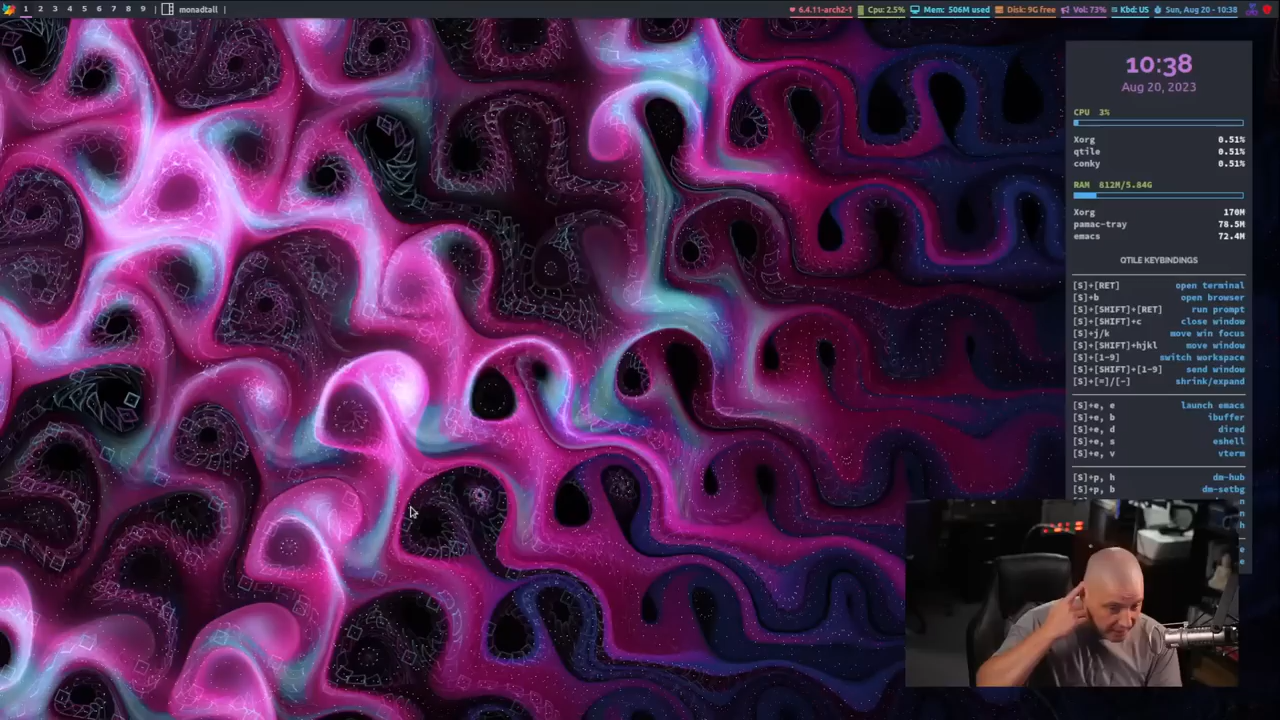 1 2 3 4 5 6 7 8 9 | monadtall |
6.4.11-arch2-1 Cpu: 2.5% Mem: 506M used Disk: 9G free Vol: 73% Kbd: US Sun, Aug 20 - 10:38
10:38
Aug 20, 2023
CPU 3%
Xorg 0.51%
qtile 0.51%
conky 0.51%
RAM 812M/5.84G
Xorg 170M
pamac-tray 78.5M
emacs 72.4M
QTILE KEYBINDINGS
[S]+[RET] open terminal
[S]+b open browser
[S]+[SHIFT]+[RET] run prompt
[S]+[SHIFT]+c close window
[S]+j/k move win focus
[S]+[SHIFT]+hjkl move window
[S]+[1-9] switch workspace
[S]+[SHIFT]+[1-9] send window
[S]+[=]/[-] shrink/expand
[S]+e, e launch emacs
[S]+e, b ibuffer
[S]+e, d dired
[S]+e, s eshell
[S]+e, v vterm
[S]+p, h dm-hub
[S]+p, b dm-setbg
n
n
h
e
e